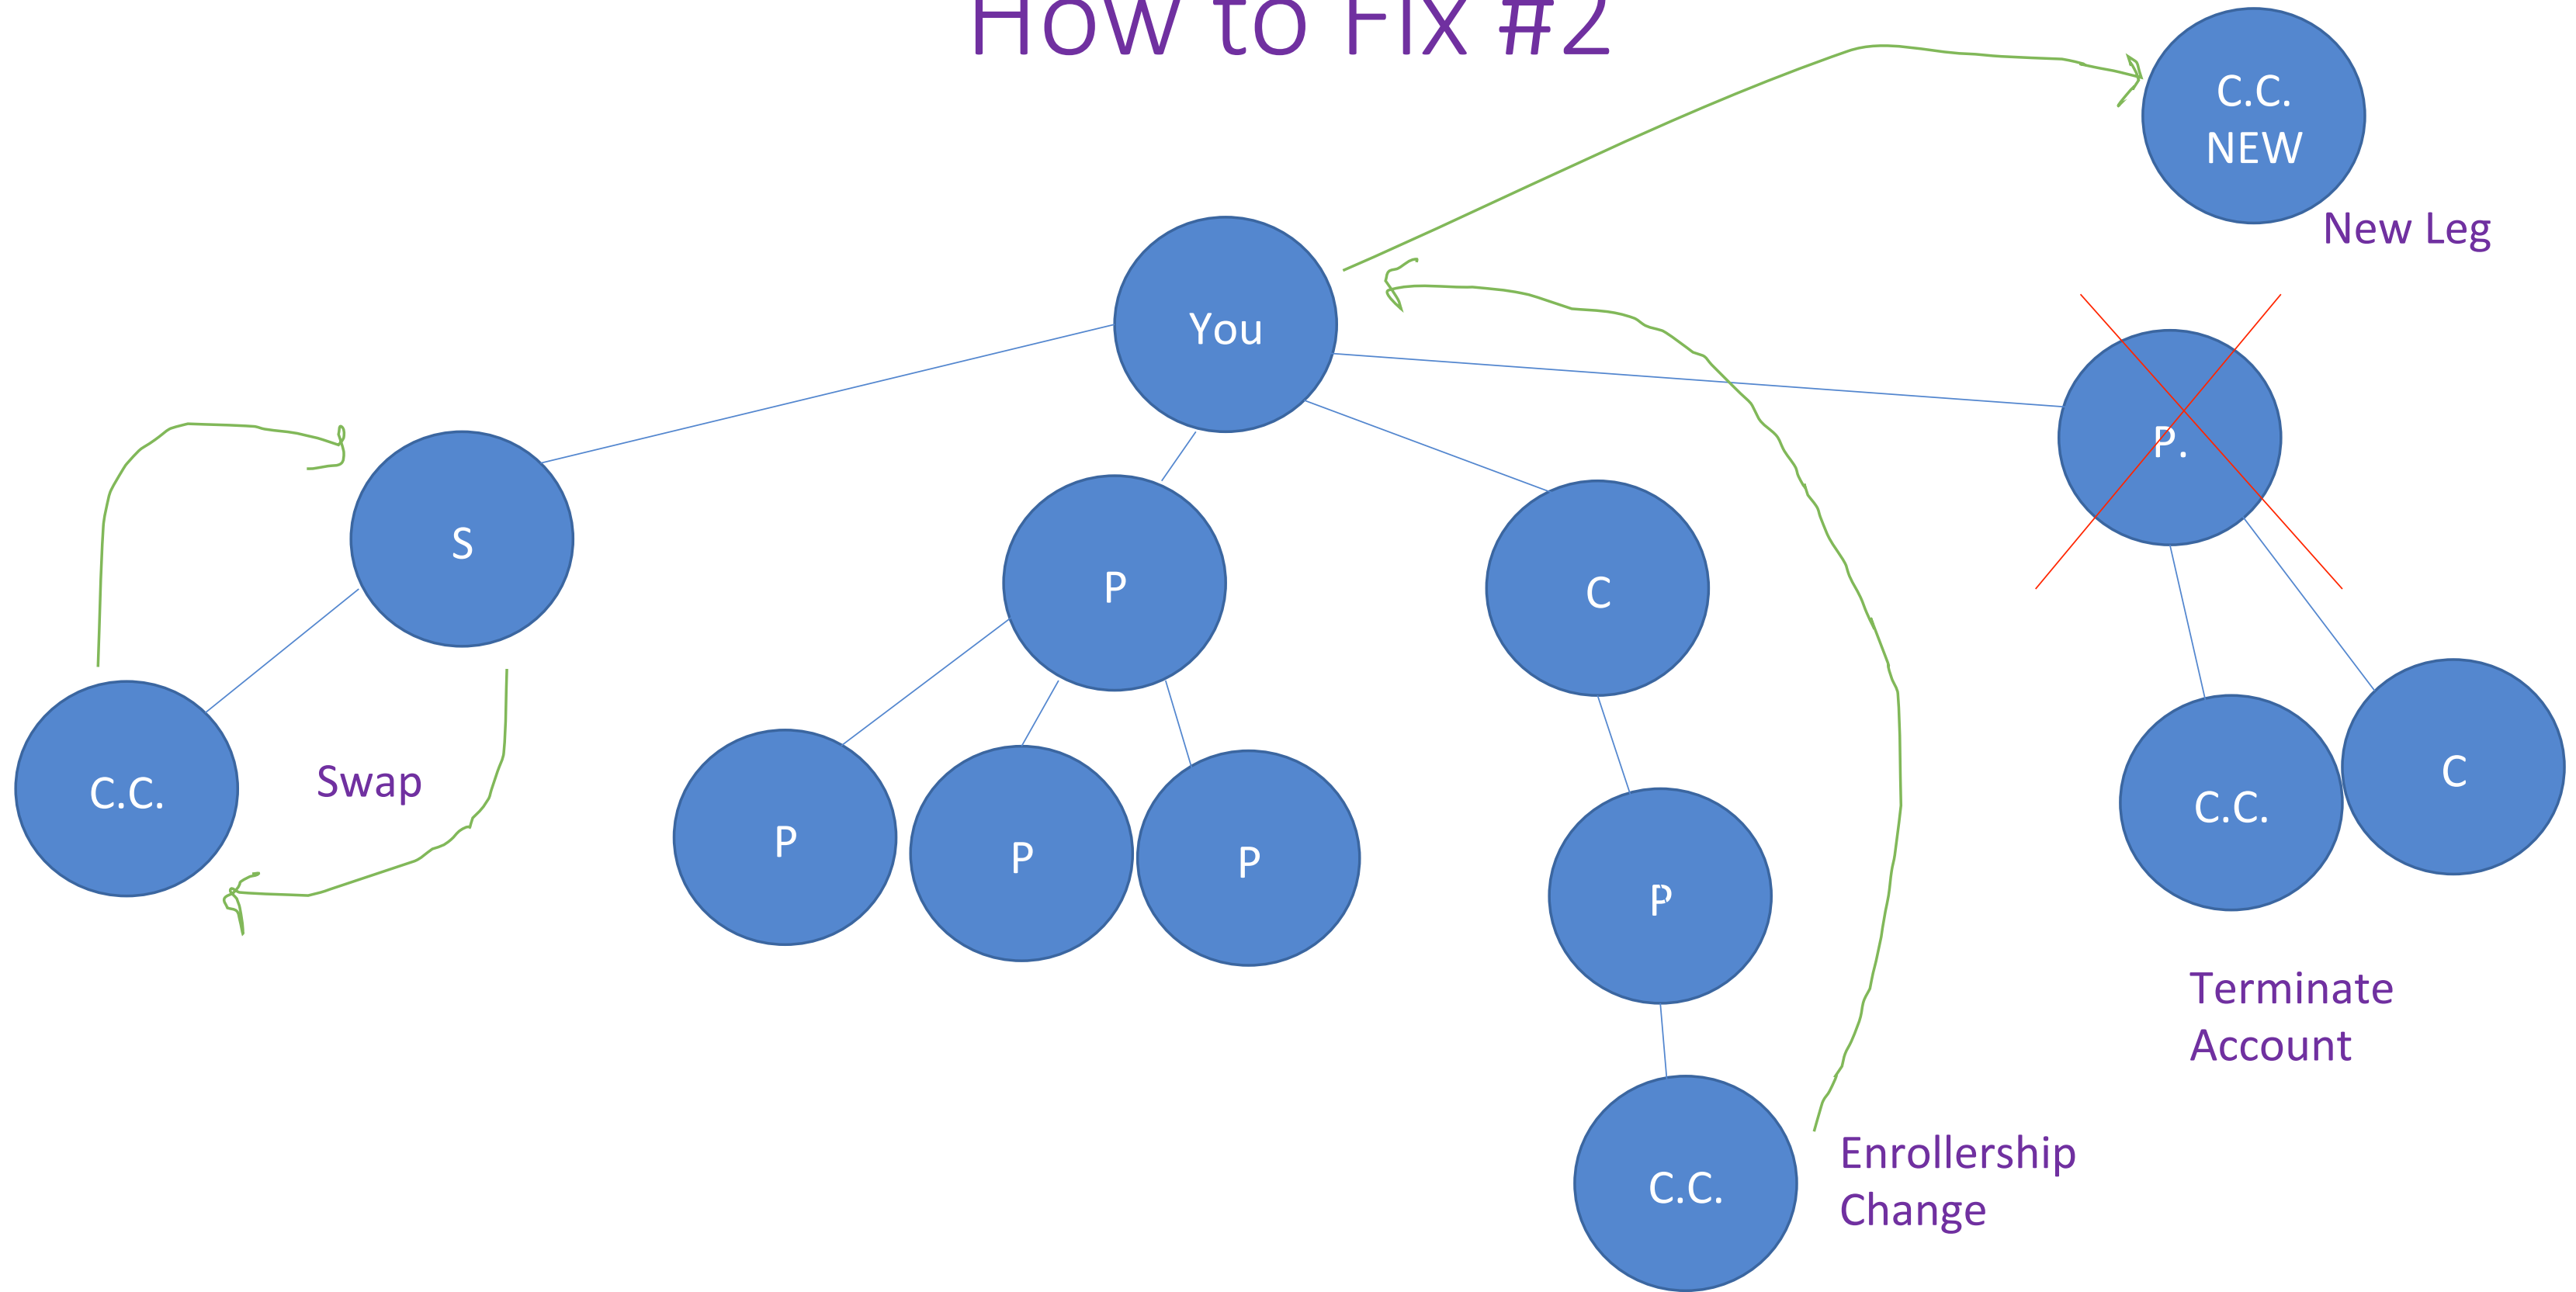 How to Fix #2
C.C.
NEW
New Leg
You
P.
S
P
C
C.C.
Swap
P
P
P
P
C.C.
C
Terminate
Account
C.C.
Enrollership
Change